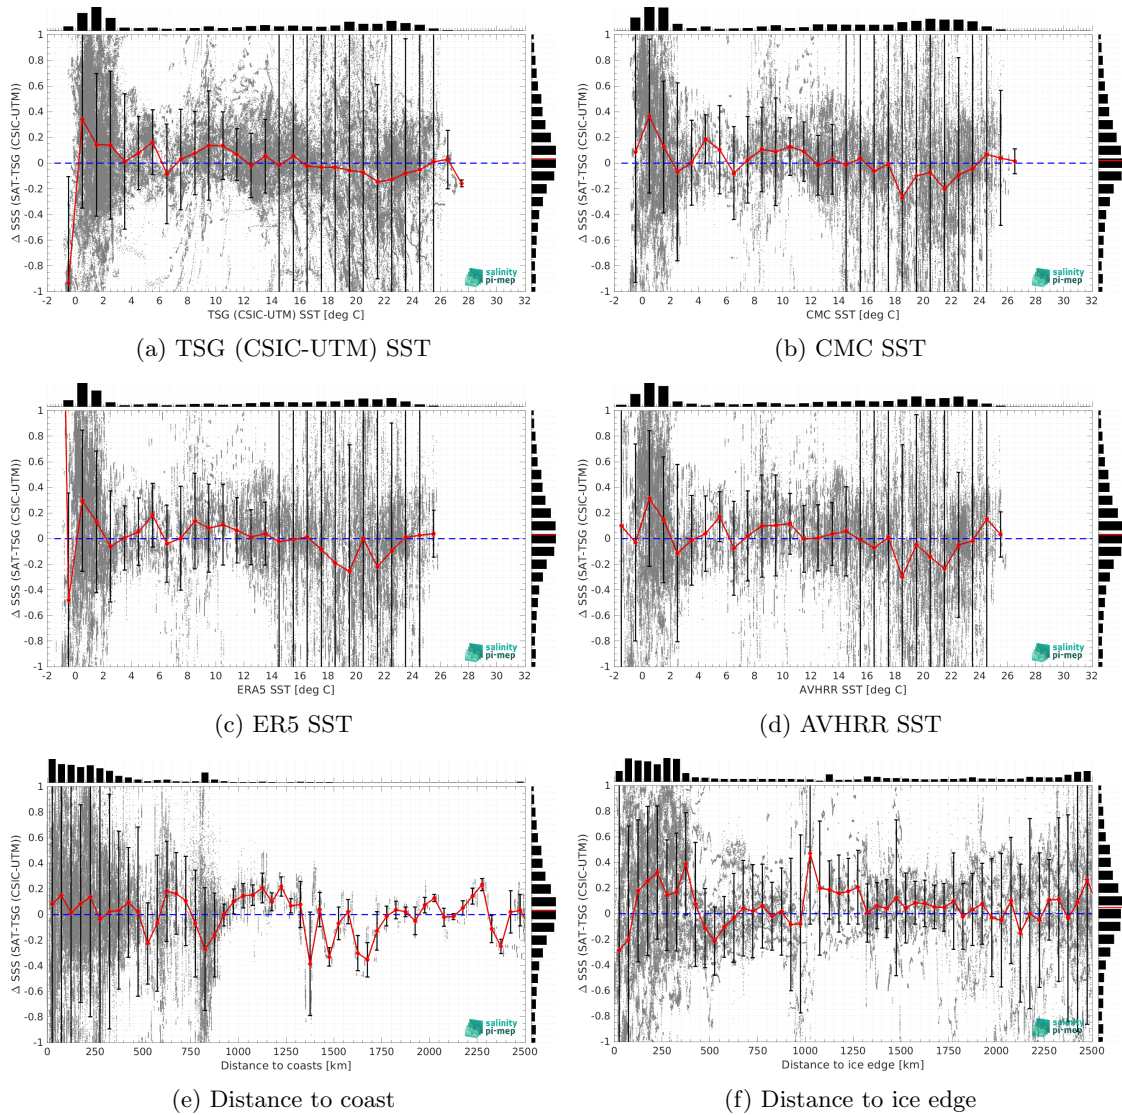 1
0.8
0.6
0.4
0.2
0
-0.2
-0.4
-0.6
-0.8
-1
Δ SSS (SAT-TSG (CSIC-UTM))
salinity
pi-mep
-2 0 2 4 6 8 10 12 14 16 18 20 22 24 26 28 30 32
TSG (CSIC-UTM) SST [deg C]
(a) TSG (CSIC-UTM) SST
1
0.8
0.6
0.4
0.2
0
-0.2
-0.4
-0.6
-0.8
-1
Δ SSS (SAT-TSG (CSIC-UTM))
salinity
pi-mep
-2 0 2 4 6 8 10 12 14 16 18 20 22 24 26 28 30 32
CMC SST [deg C]
(b) CMC SST
1
0.8
0.6
0.4
0.2
0
-0.2
-0.4
-0.6
-0.8
-1
Δ SSS (SAT-TSG (CSIC-UTM))
salinity
pi-mep
-2 0 2 4 6 8 10 12 14 16 18 20 22 24 26 28 30 32
ERA5 SST [deg C]
(c) ER5 SST
1
0.8
0.6
0.4
0.2
0
-0.2
-0.4
-0.6
-0.8
-1
Δ SSS (SAT-TSG (CSIC-UTM))
salinity
pi-mep
-2 0 2 4 6 8 10 12 14 16 18 20 22 24 26 28 30 32
AVHRR SST [deg C]
(d) AVHRR SST
1
0.8
0.6
0.4
0.2
0
-0.2
-0.4
-0.6
-0.8
-1
Δ SSS (SAT-TSG (CSIC-UTM))
salinity
pi-mep
0 250 500 750 1000 1250 1500 1750 2000 2250 2500
Distance to coasts [km]
(e) Distance to coast
1
0.8
0.6
0.4
0.2
0
-0.2
-0.4
-0.6
-0.8
-1
Δ SSS (SAT-TSG (CSIC-UTM))
salinity
pi-mep
0 250 500 750 1000 1250 1500 1750 2000 2250 2500
Distance to ice edge [km]
(f) Distance to ice edge